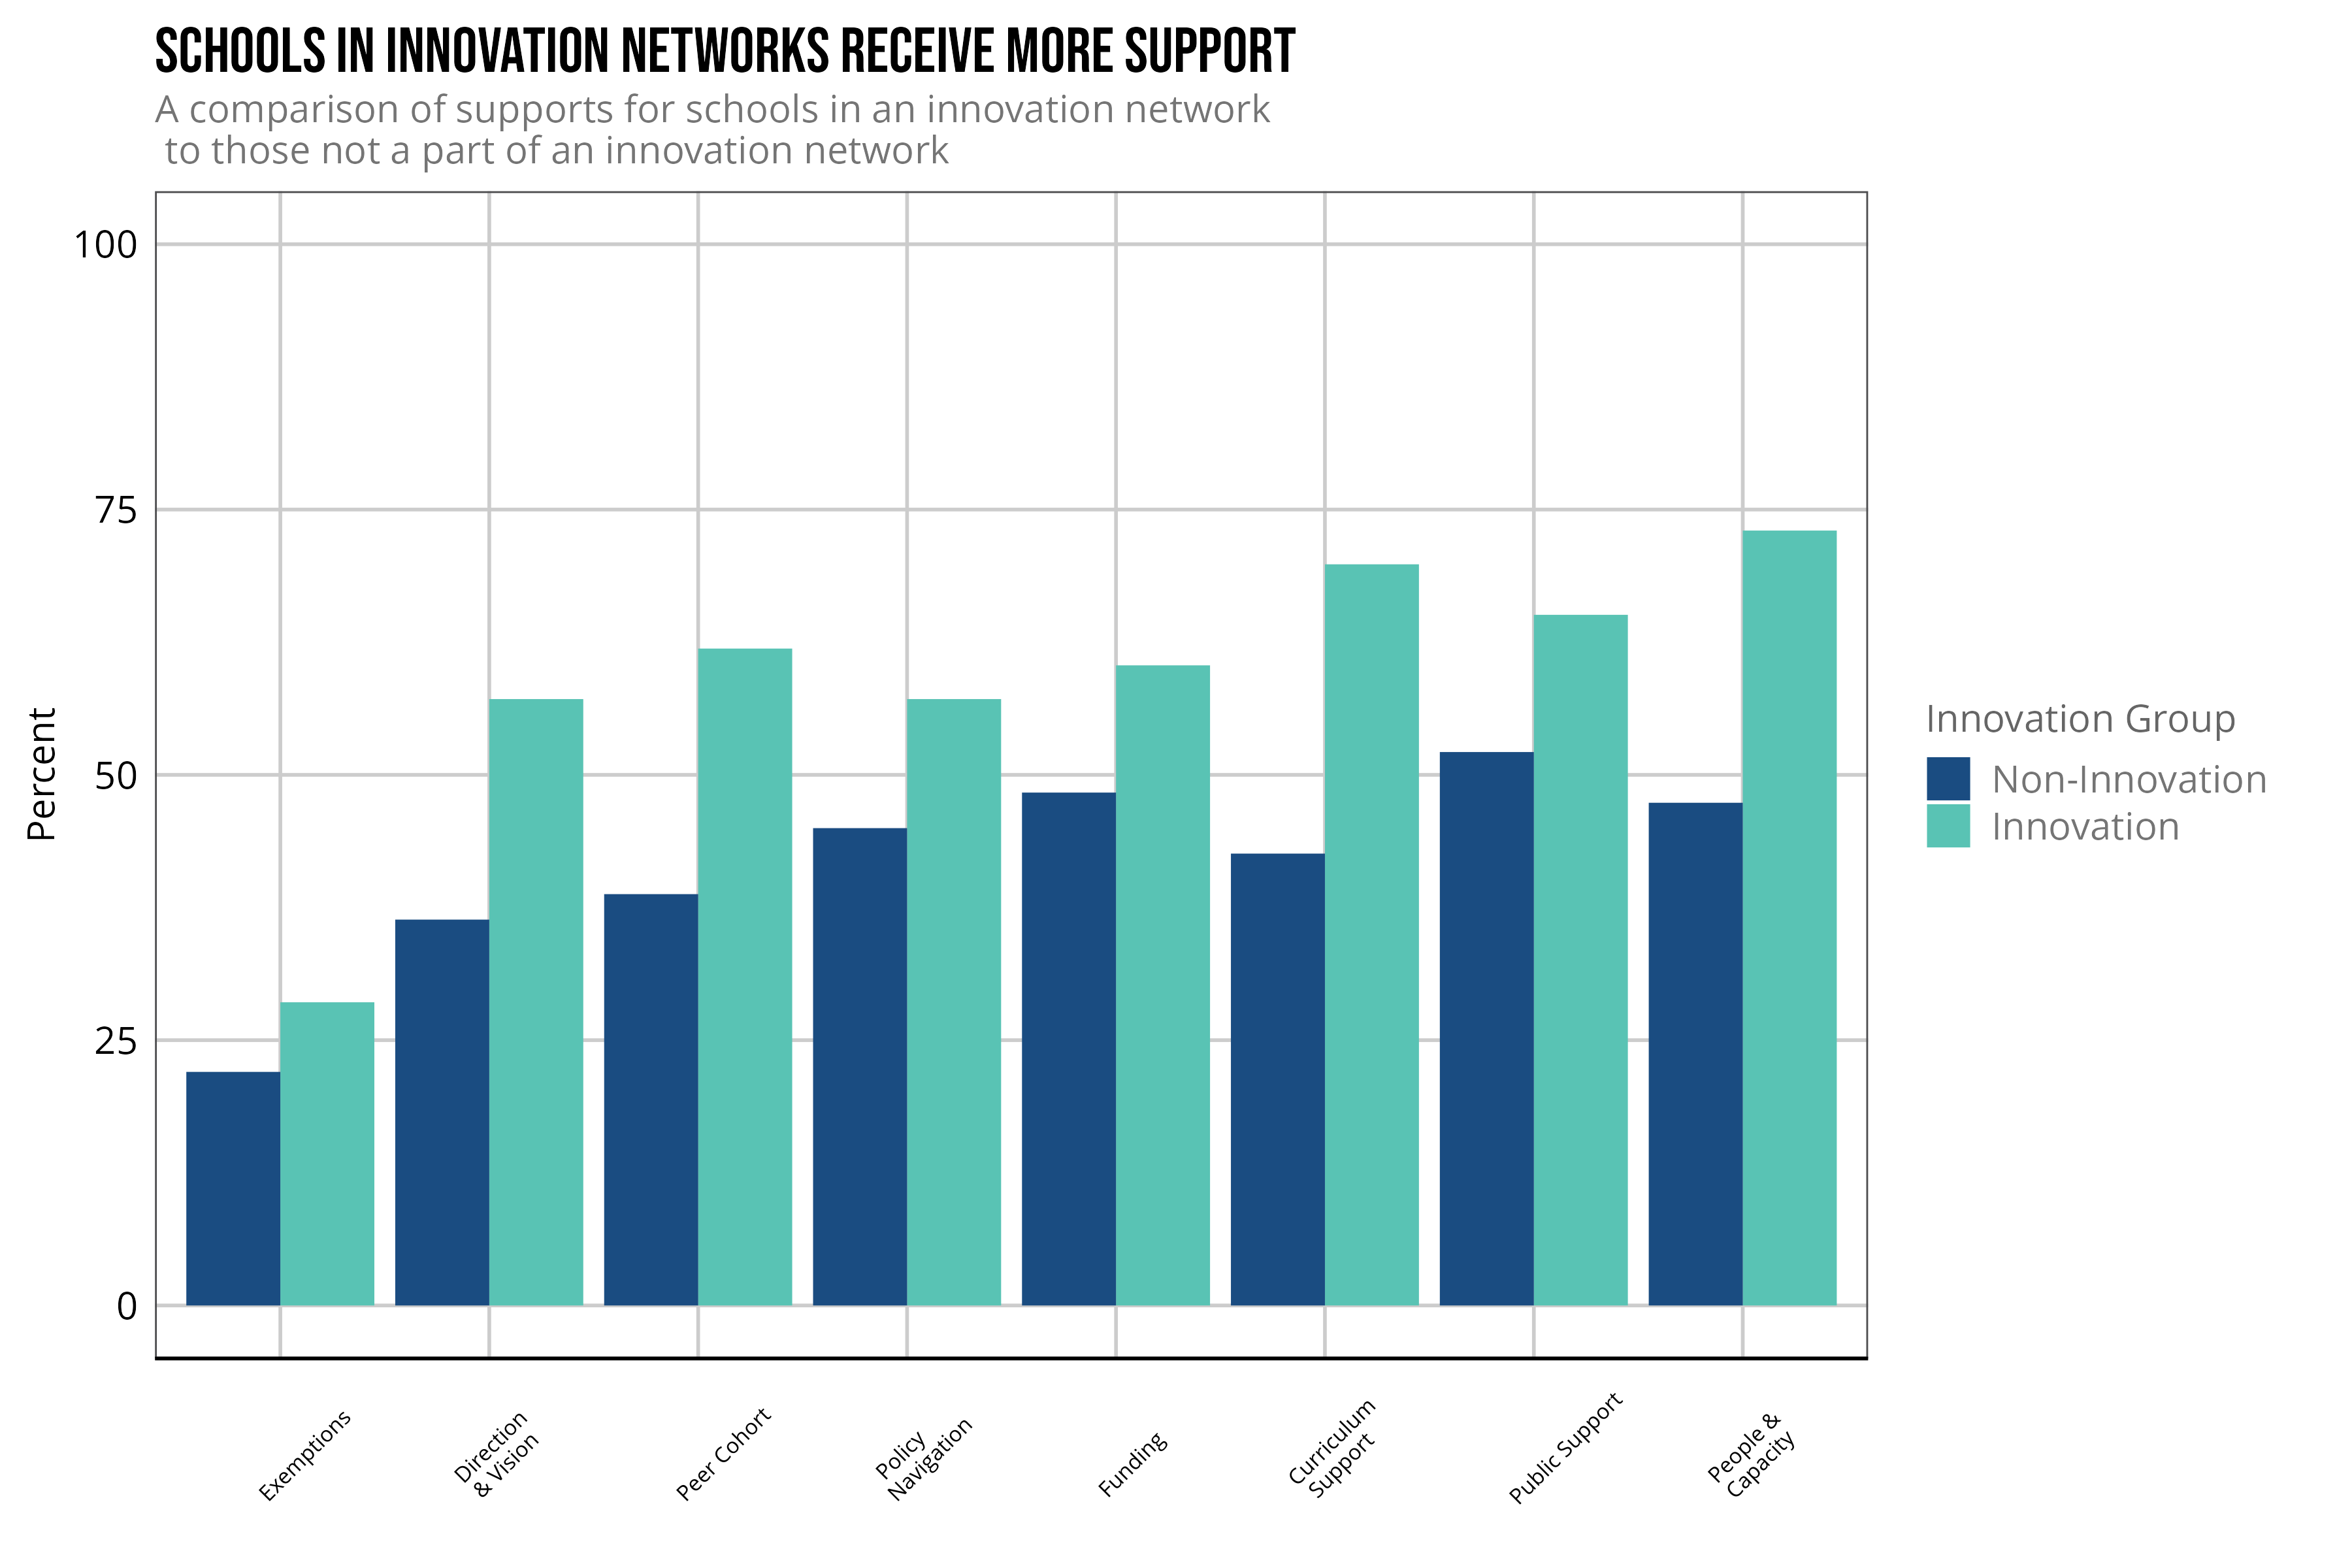 SCHOOLS IN INNOVATION NETWORKS RECEIVE MORE SUPPORT
A comparison of supports for schools in an innovation network
to those not a part of an innovation network
100
75
50
25
0
Percent
Exemptions
Direction
& Vision
Peer Cohort
Policy
Navigation
Funding
Curriculum
Support
Public Support
People &
Capacity
Innovation Group
Non-Innovation
Innovation